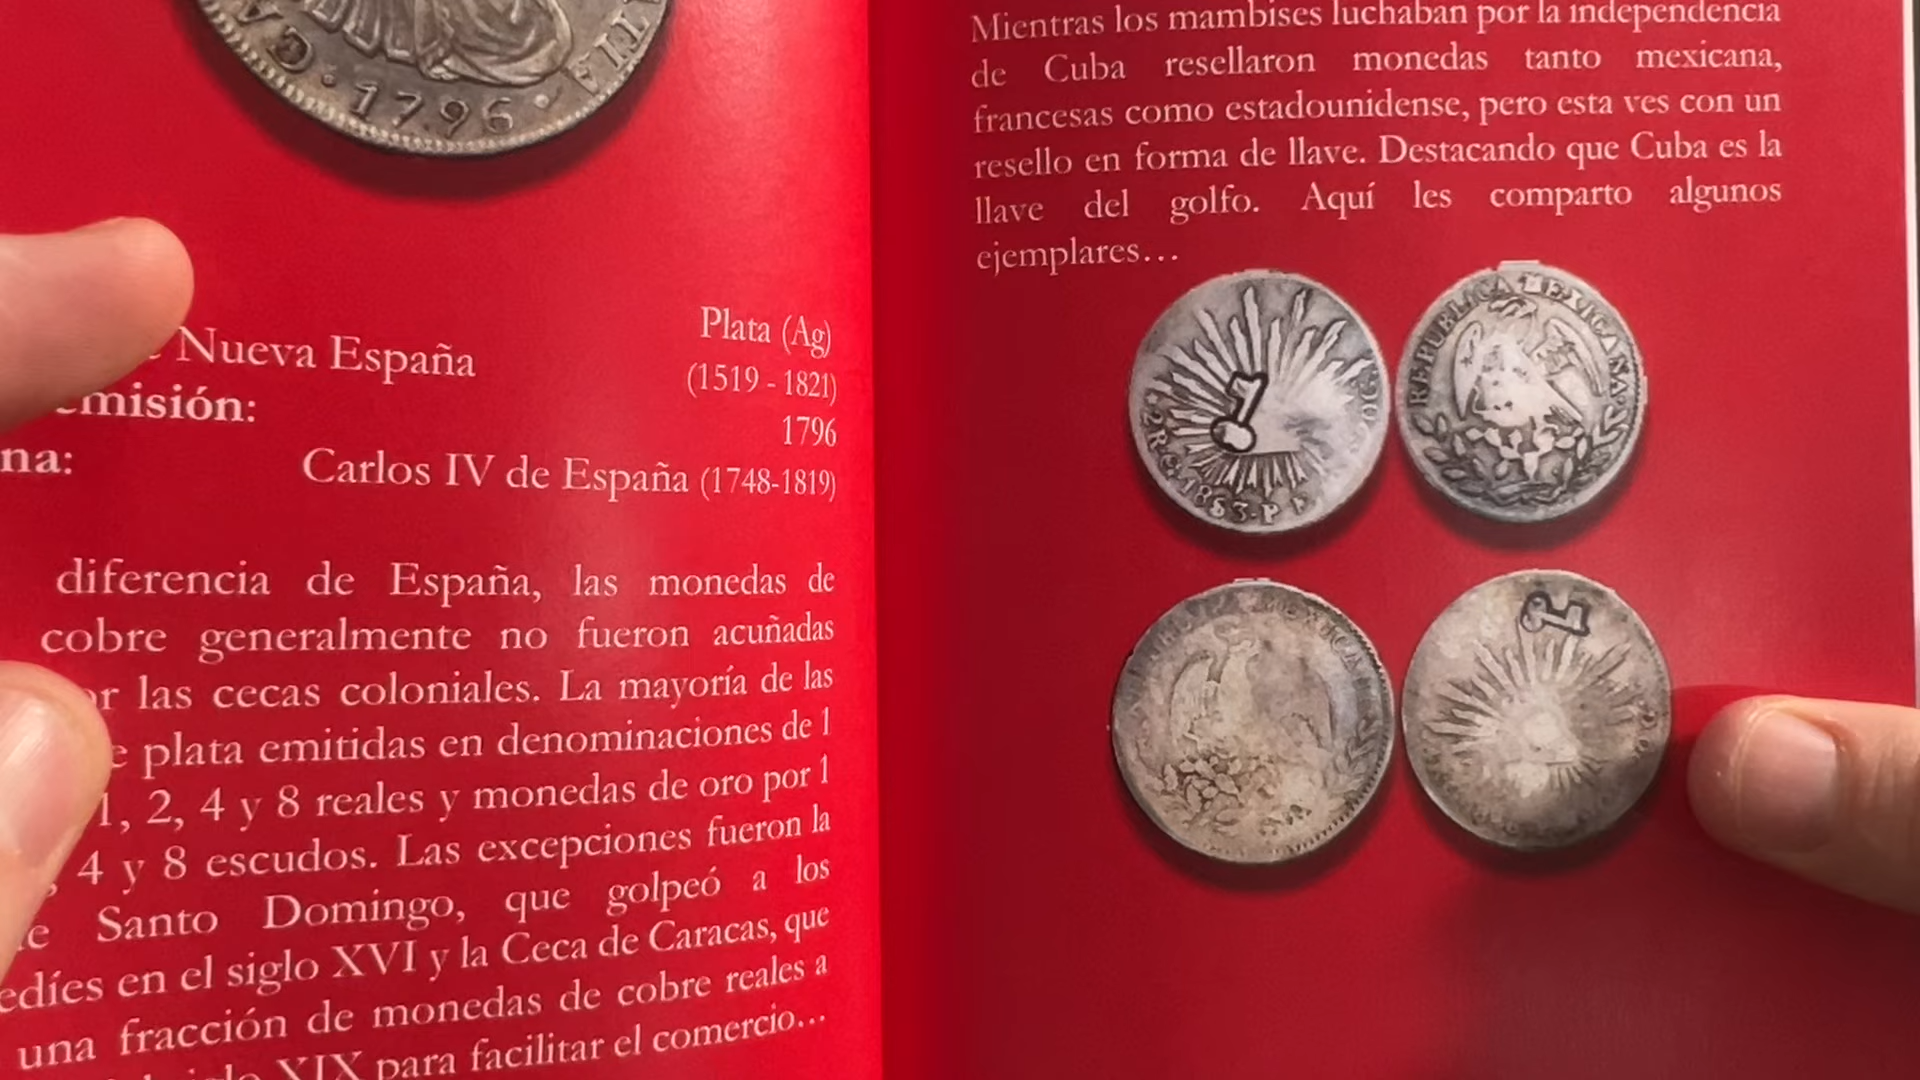 1796
Nueva España
misión:
na:
Plata (Ag)
(1519 - 1821)
1796
Carlos IV de España (1748-1819)
diferencia de España, las monedas de
cobre generalmente no fueron acuñadas
las cecas coloniales. La mayoría de las
plata emitidas en denominaciones de 1
1, 2, 4 y 8 reales y monedas de oro por 1
, 4 y 8 escudos. Las excepciones fueron la
Santo Domingo, que golpeó a los
edíes en el siglo XVI y la Ceca de Caracas, que
una fracción de monedas de cobre reales a
XIX para facilitar el comercio...
Mientras los mambises luchaban por la independencia
de Cuba resellaron monedas tanto mexicana,
francesas como estadounidense, pero esta ves con un
resello en forma de llave. Destacando que Cuba es la
llave del golfo. Aquí les comparto algunos
ejemplares...
2R G 1863 · P F
REPUBLICA MEXICANA